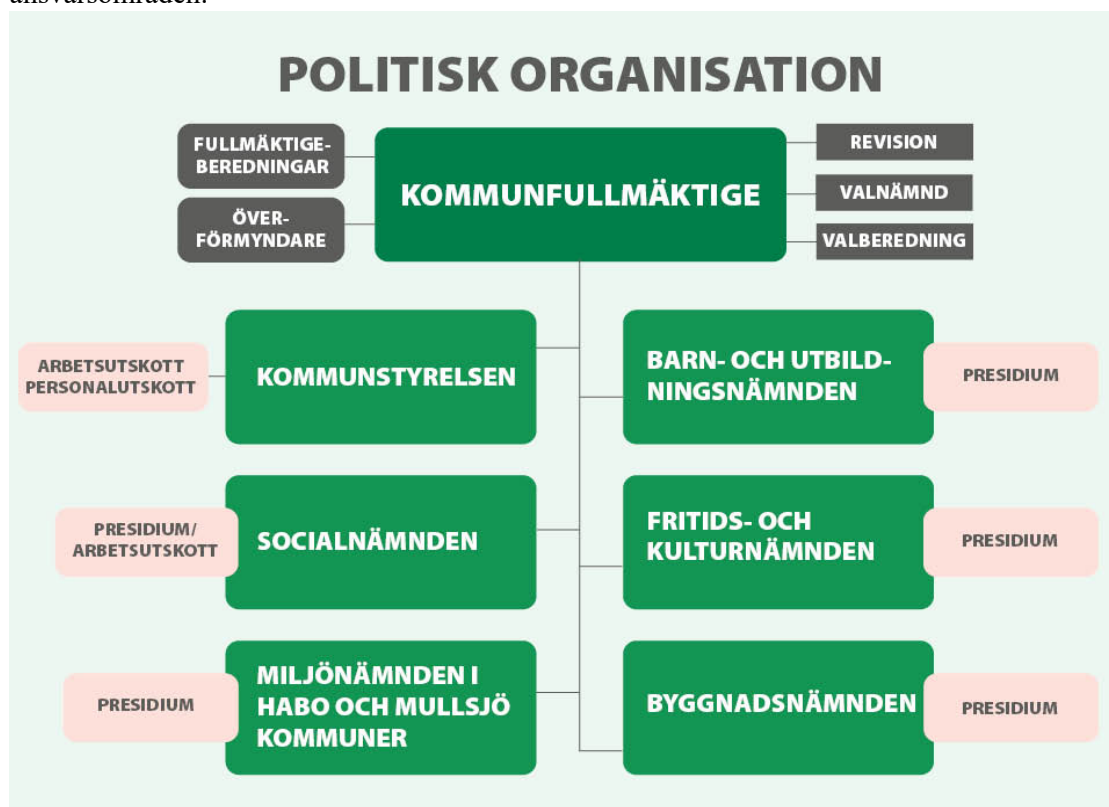 ansvarsområden.
POLITISK ORGANISATION
FULLMÄKTIGE-
BEREDNINGAR
ÖVER-
FÖRMYNDARE
KOMMUNFULLMÄKTIGE
REVISION
VALNÄMND
VALBEREDNING
ARBETSUTSKOTT
PERSONALUTSKOTT
KOMMUNSTYRELSEN
BARN- OCH UTBILD-
NINGSNÄMNDEN
PRESIDIUM
PRESIDIUM/
ARBETSUTSKOTT
SOCIALNÄMNDEN
FRITIDS- OCH
KULTURNÄMNDEN
PRESIDIUM
PRESIDIUM
MILJÖNÄMNDEN I
HABO OCH MULLSJÖ
KOMMUNER
BYGGNADSNÄMNDEN
PRESIDIUM